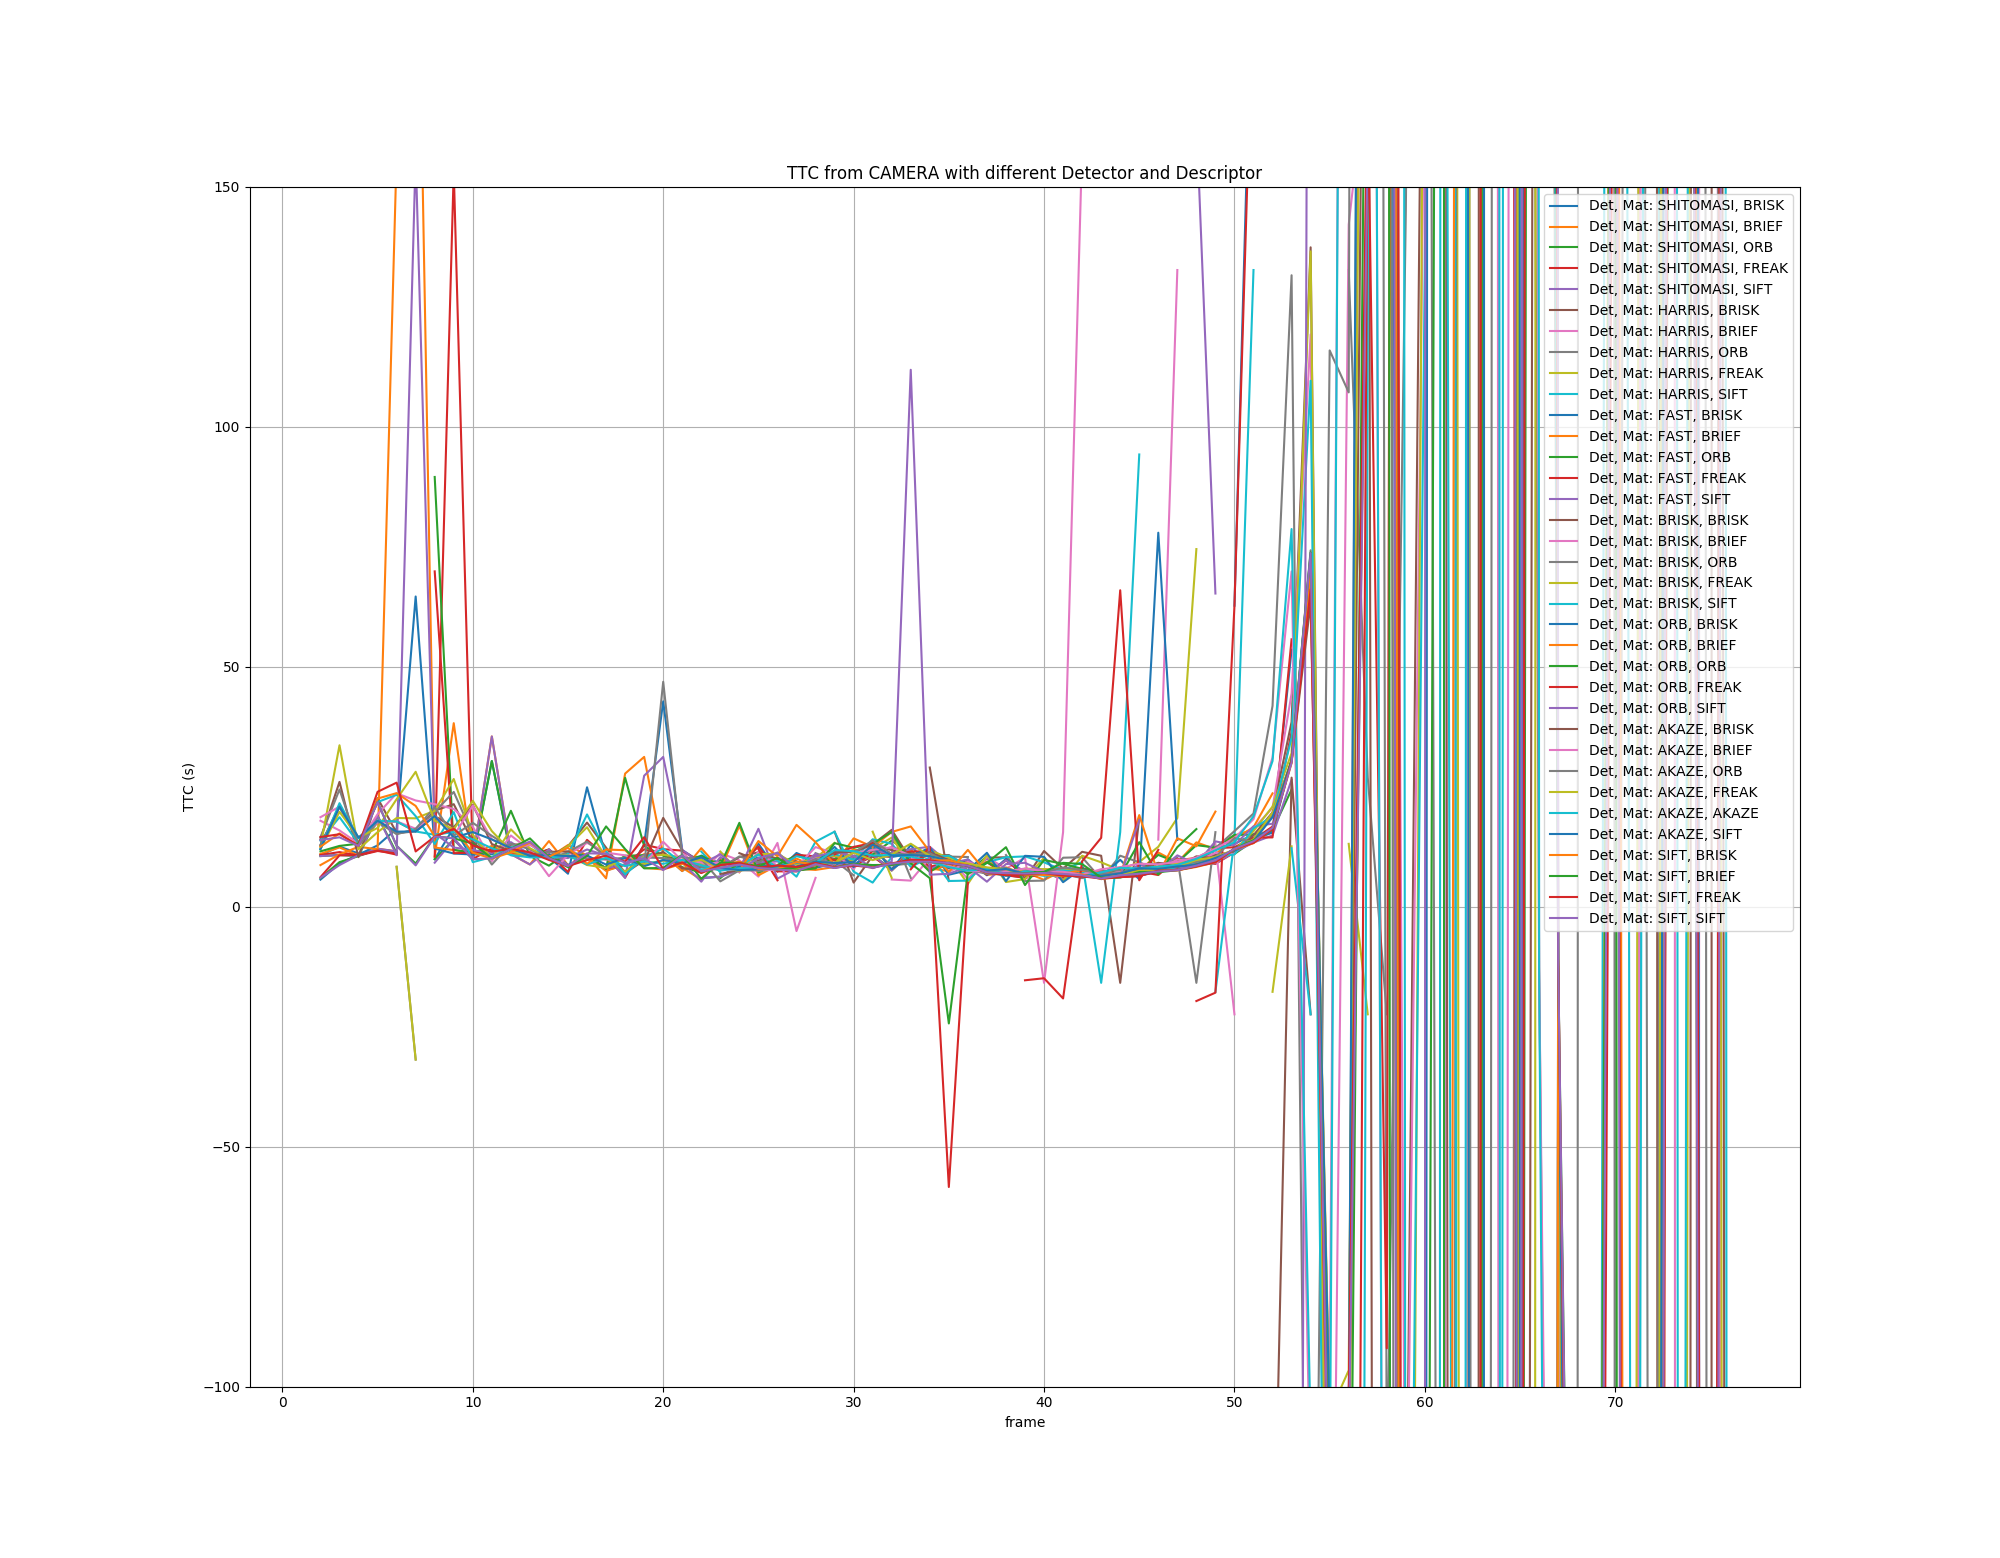 TTC from CAMERA with different Detector and Descriptor
150
100
50
0
−50
−100
TTC (s)
0 10 20 30 40 50 60 70
frame
Det, Mat: SHITOMASI, BRISK
Det, Mat: SHITOMASI, BRIEF
Det, Mat: SHITOMASI, ORB
Det, Mat: SHITOMASI, FREAK
Det, Mat: SHITOMASI, SIFT
Det, Mat: HARRIS, BRISK
Det, Mat: HARRIS, BRIEF
Det, Mat: HARRIS, ORB
Det, Mat: HARRIS, FREAK
Det, Mat: HARRIS, SIFT
Det, Mat: FAST, BRISK
Det, Mat: FAST, BRIEF
Det, Mat: FAST, ORB
Det, Mat: FAST, FREAK
Det, Mat: FAST, SIFT
Det, Mat: BRISK, BRISK
Det, Mat: BRISK, BRIEF
Det, Mat: BRISK, ORB
Det, Mat: BRISK, FREAK
Det, Mat: BRISK, SIFT
Det, Mat: ORB, BRISK
Det, Mat: ORB, BRIEF
Det, Mat: ORB, ORB
Det, Mat: ORB, FREAK
Det, Mat: ORB, SIFT
Det, Mat: AKAZE, BRISK
Det, Mat: AKAZE, BRIEF
Det, Mat: AKAZE, ORB
Det, Mat: AKAZE, FREAK
Det, Mat: AKAZE, AKAZE
Det, Mat: AKAZE, SIFT
Det, Mat: SIFT, BRISK
Det, Mat: SIFT, BRIEF
Det, Mat: SIFT, FREAK
Det, Mat: SIFT, SIFT